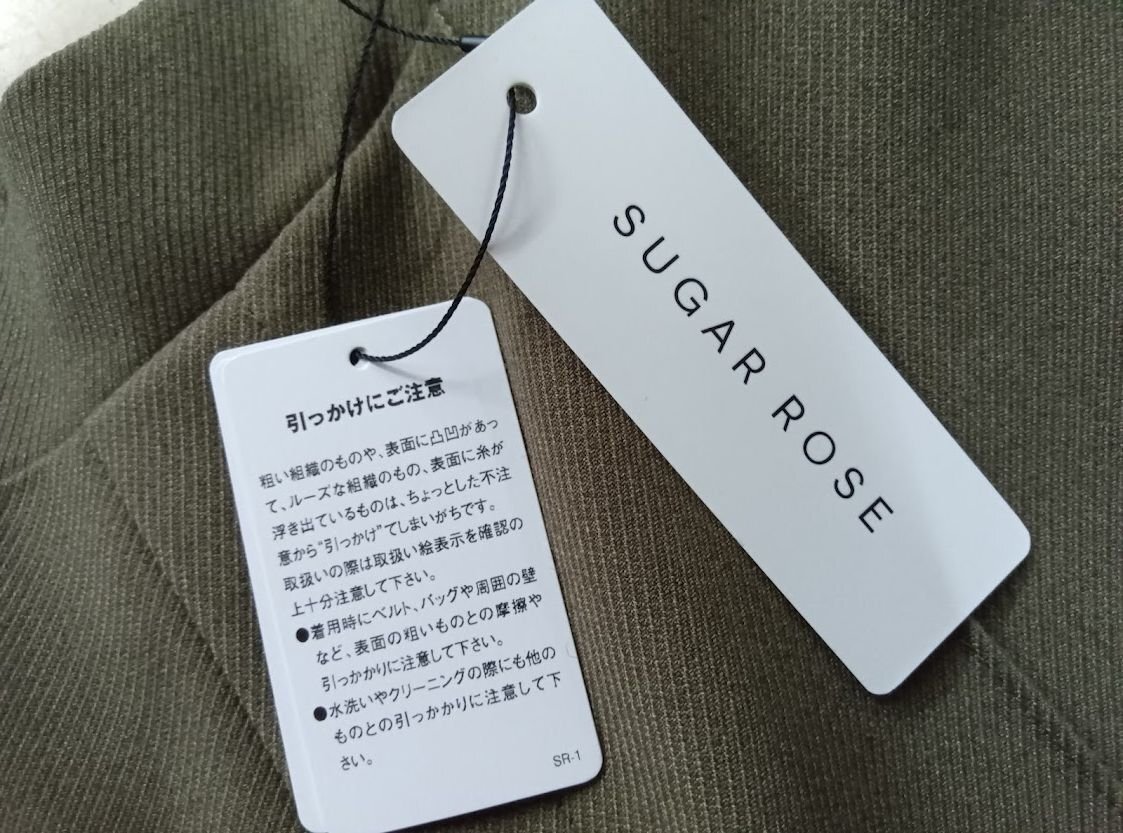 SUGAR ROSE
引っかけにご注意
粗い組織のものや、表面に凸凹があっ
て、ルーズな組織のもの、表面に糸が
浮き出ているものは、ちょっとした不注
意から“引っかけ”てしまいがちです。
取扱いの際は取扱い絵表示を確認の
上十分注意して下さい。
●着用時にベルト、バッグや周囲の壁
など、表面の粗いものとの摩擦や
引っかかりに注意して下さい。
●水洗いやクリーニングの際にも他の
ものとの引っかかりに注意して下
さい。
SR-1